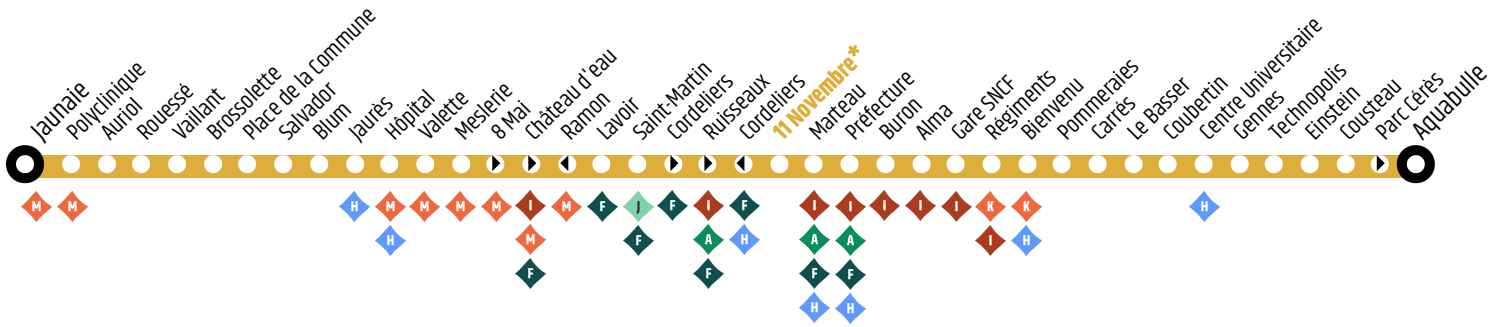 Jaunaie
Polyclinique
Auriol
Rouessé
Vaillant
Brossolette
Place de la Commune
Salvador
Blum
Jaurès
Hôpital
Valette
Meslerie
8 Mai
Château d'eau
Ramon
Lavoir
Saint-Martin
Cordeliers
Ruisseaux
Cordeliers
11 Novembre*
Marteau
Préfecture
Buron
Alma
Gare SNCF
Régiments
Bienvenu
Pommeraies
Carrés
Le Basser
Coubertin
Centre Universitaire
Gennes
Technopolis
Einstein
Cousteau
Parc Cérès
Aquabulle
M M H M M M M I M F J F I F I I I I I K K H
H M F A H A A I H
F F F F
H H